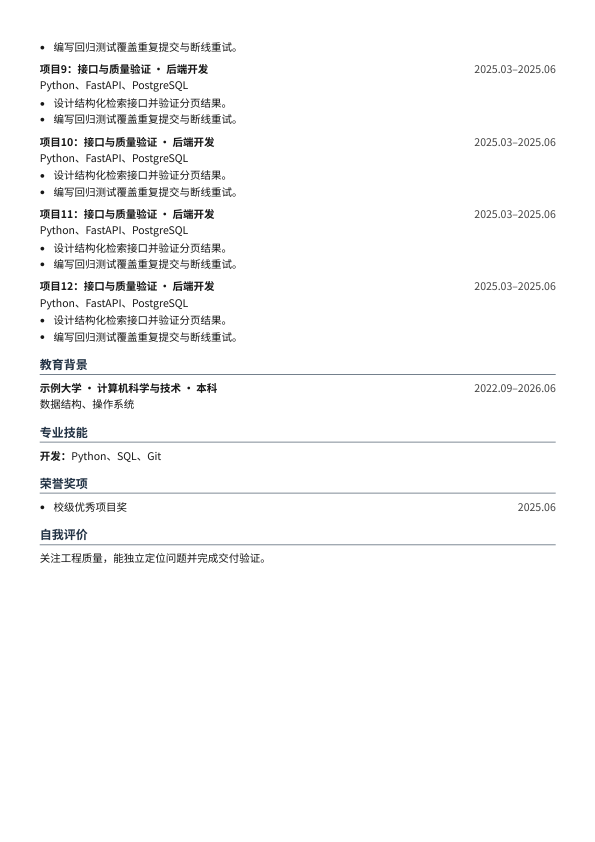 • 编写回归测试覆盖重复提交与断线重试。
项目9：接口与质量验证 · 后端开发 2025.03–2025.06
Python、FastAPI、PostgreSQL
• 设计结构化检索接口并验证分页结果。
• 编写回归测试覆盖重复提交与断线重试。
项目10：接口与质量验证 · 后端开发 2025.03–2025.06
Python、FastAPI、PostgreSQL
• 设计结构化检索接口并验证分页结果。
• 编写回归测试覆盖重复提交与断线重试。
项目11：接口与质量验证 · 后端开发 2025.03–2025.06
Python、FastAPI、PostgreSQL
• 设计结构化检索接口并验证分页结果。
• 编写回归测试覆盖重复提交与断线重试。
项目12：接口与质量验证 · 后端开发 2025.03–2025.06
Python、FastAPI、PostgreSQL
• 设计结构化检索接口并验证分页结果。
• 编写回归测试覆盖重复提交与断线重试。
教育背景
示例大学 · 计算机科学与技术 · 本科 2022.09–2026.06
数据结构、操作系统
专业技能
开发：Python、SQL、Git
荣誉奖项
• 校级优秀项目奖 2025.06
自我评价
关注工程质量，能独立定位问题并完成交付验证。